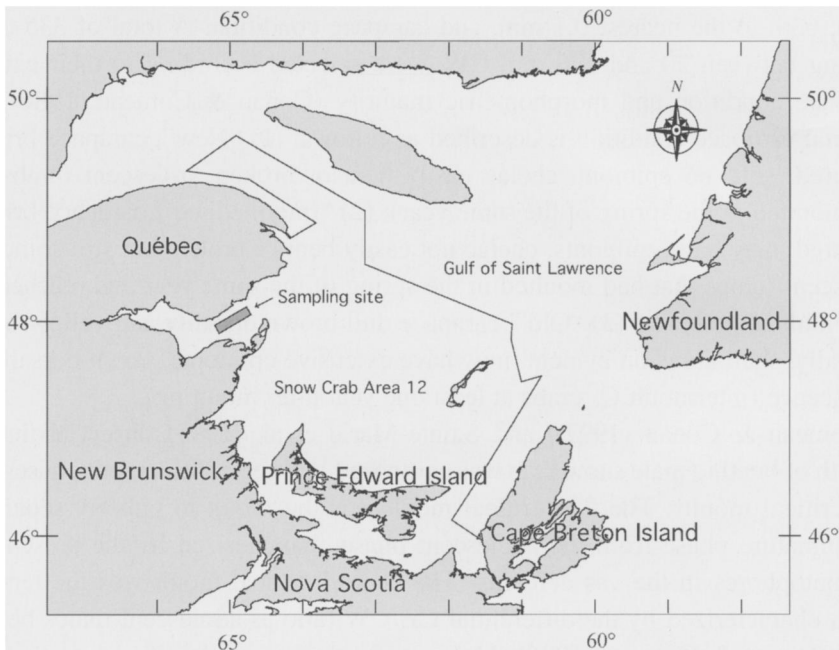 65°
60°
N
50°
50°
Québec
Gulf of Saint Lawrence
Sampling site
48°
48°
Newfoundland
Snow Crab Area 12
New Brunswick
Prince Edward Island
46°
Cape Breton Island
46°
Nova Scotia
65°
60°